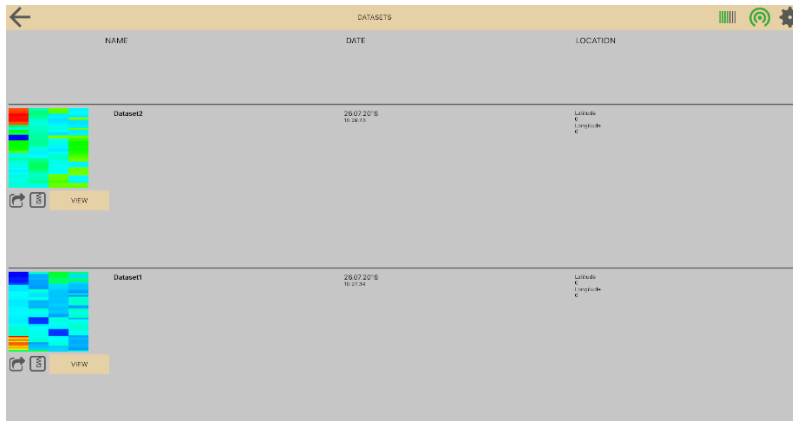 DATASETS
NAME DATE LOCATION
Dataset2 26.07.2016 Latitude
0
Longitude
0
VIEW
Dataset1 26.07.2016 Latitude
0
Longitude
0
VIEW